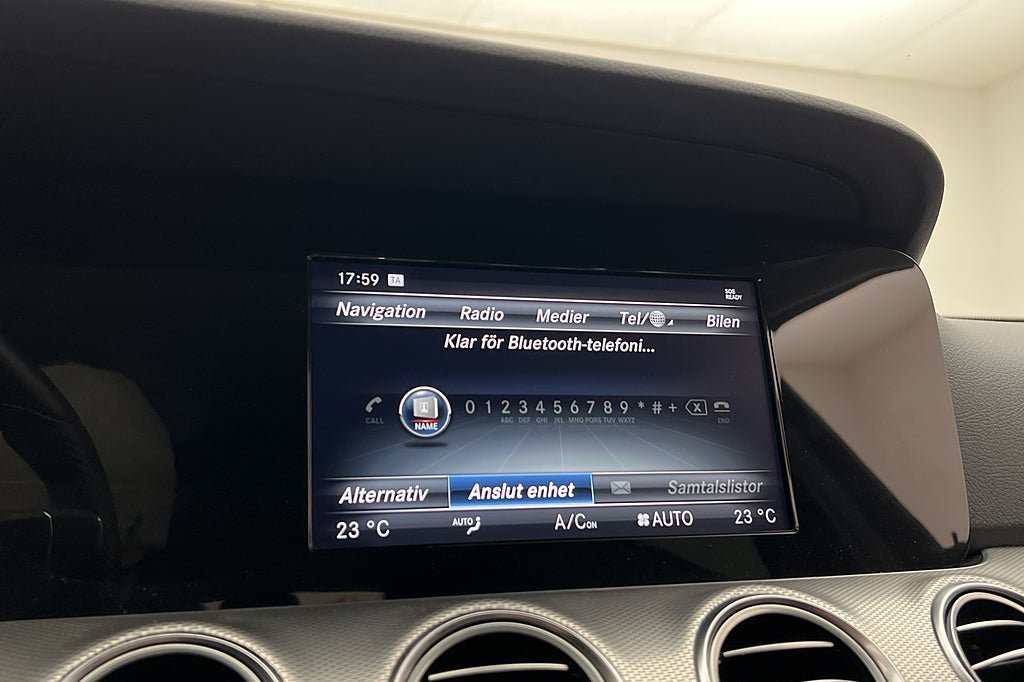 17:59 TA
SOS
READY
Navigation Radio Medier Tel/ Bilen
Klar för Bluetooth-telefoni...
0 1 2 3 4 5 6 7 8 9 * # + X
CALL NAME ABC DEF GHI JKL MNO PQRS TUV WXYZ END
Alternativ Anslut enhet Samtalslistor
23 °C AUTO A/C ON AUTO 23 °C